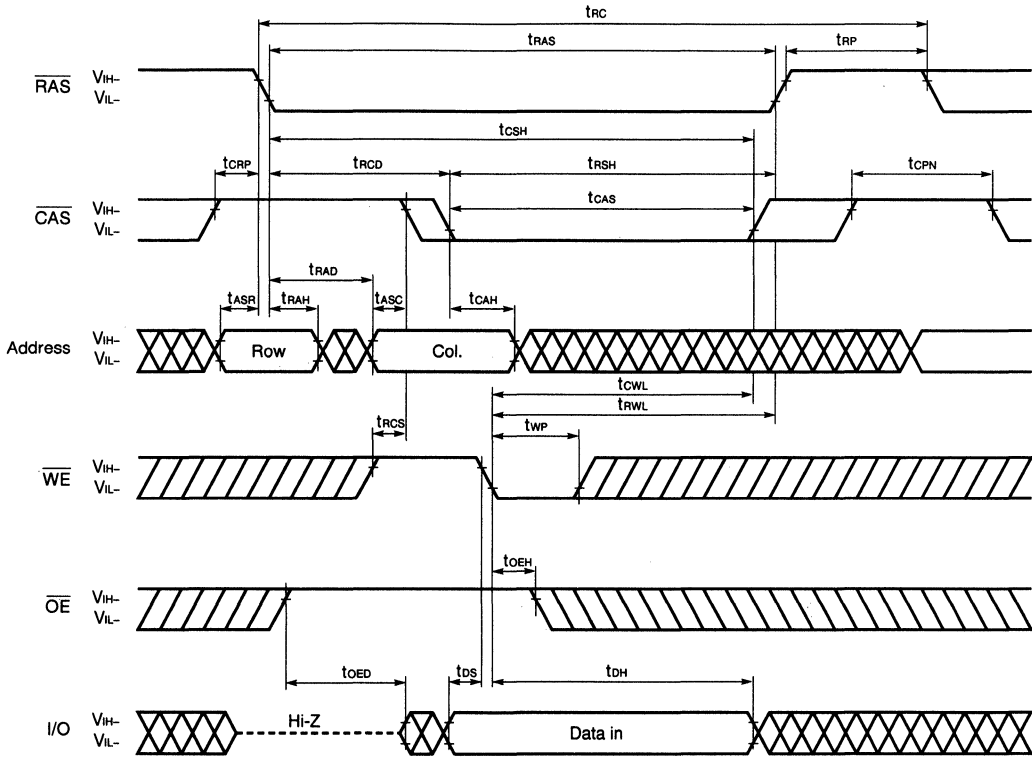 tRC
tRAS
tRP
RAS VIH–
VIL–
tCSH
tCRP tRCD tRSH tCPN
tCAS
CAS VIH–
VIL–
tRAD
tASR tRAH tASC tCAH
Address VIH–
VIL–
Row Col.
tCWL
tRWL
tRCS tWP
WE VIH–
VIL–
tOEH
OE VIH–
VIL–
tOED tDS tDH
I/O VIH–
VIL–
Hi-Z Data in